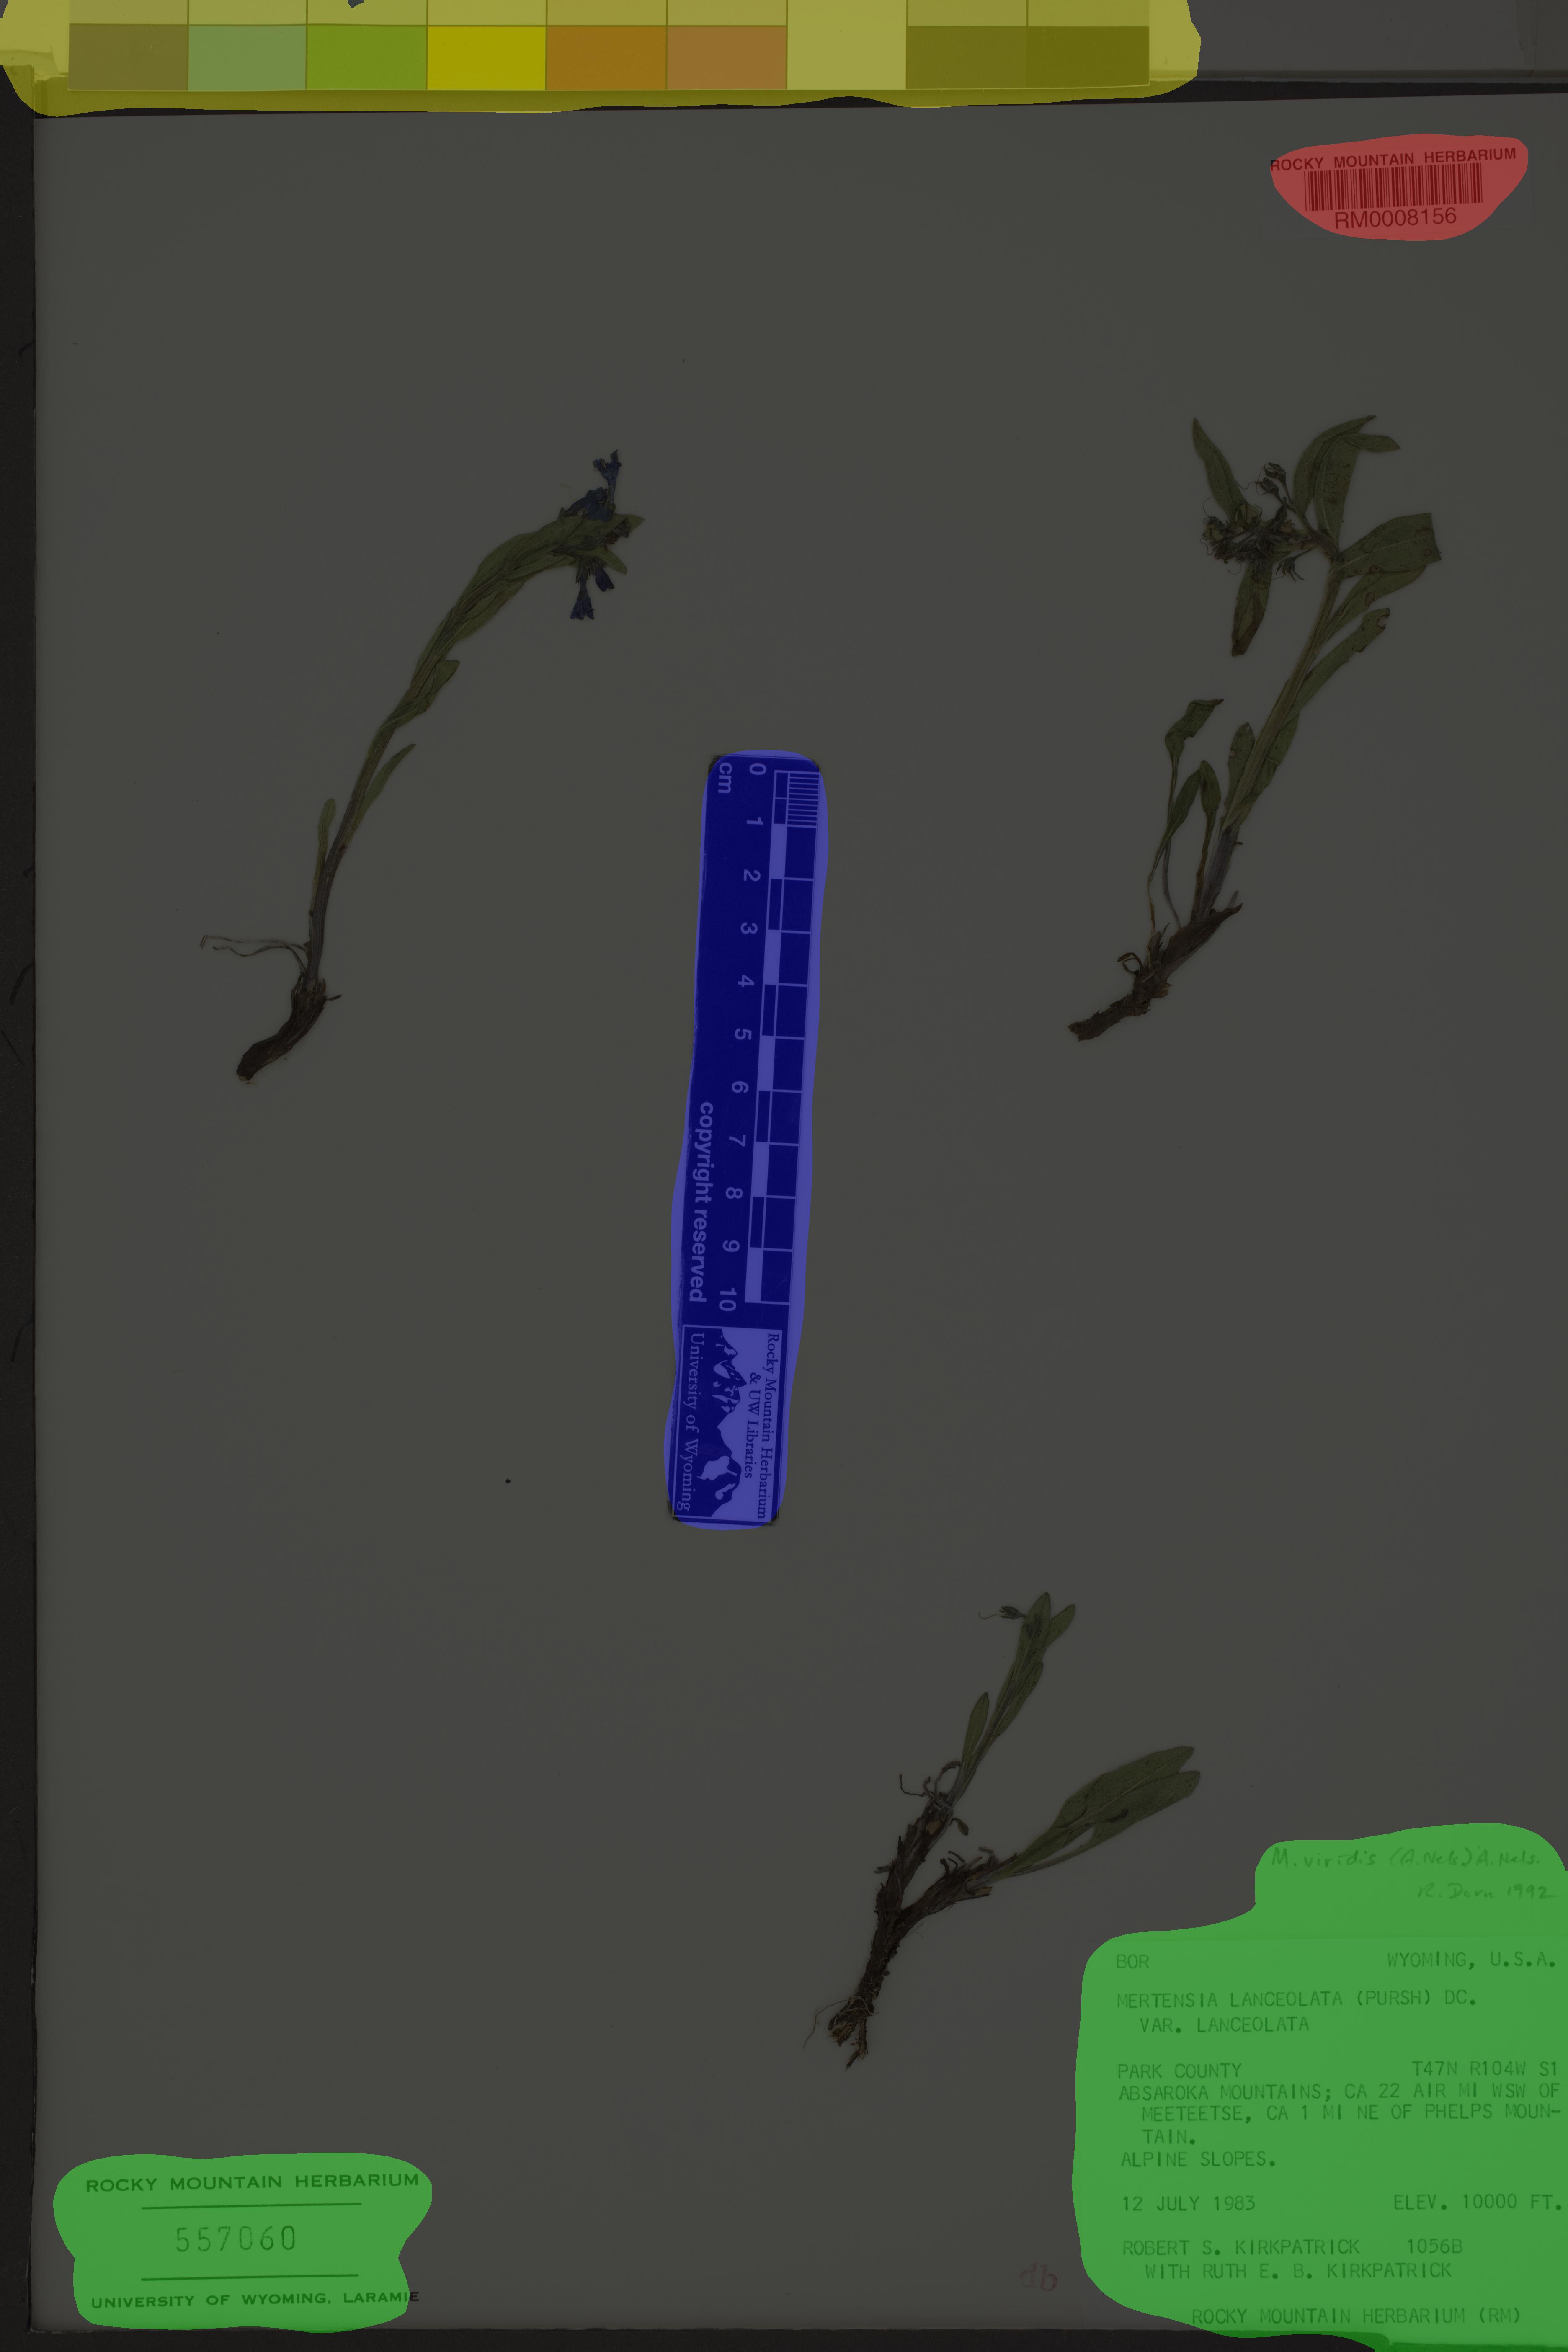 ROCKY MOUNTAIN HERBARIUM
RM0008156
cm
0 1 2 3 4 5 6 7 8 9 10
copyright reserved
Rocky Mountain Herbarium
& UW Libraries
University of Wyoming
M. viridis (A. Nels.) A. Nels.
R. Dorn 1992
BOR WYOMING, U.S.A.
MERTENSIA LANCEOLATA (PURSH) DC.
VAR. LANCEOLATA
PARK COUNTY T47N R104W S1
ABSAROKA MOUNTAINS; CA 22 AIR MI WSW OF
MEETEETSE, CA 1 MI NE OF PHELPS MOUN-
TAIN.
ALPINE SLOPES.
12 JULY 1983 ELEV. 10000 FT.
ROBERT S. KIRKPATRICK 1056B
WITH RUTH E. B. KIRKPATRICK
ROCKY MOUNTAIN HERBARIUM (RM)
ROCKY MOUNTAIN HERBARIUM
557060
UNIVERSITY OF WYOMING, LARAMIE
db